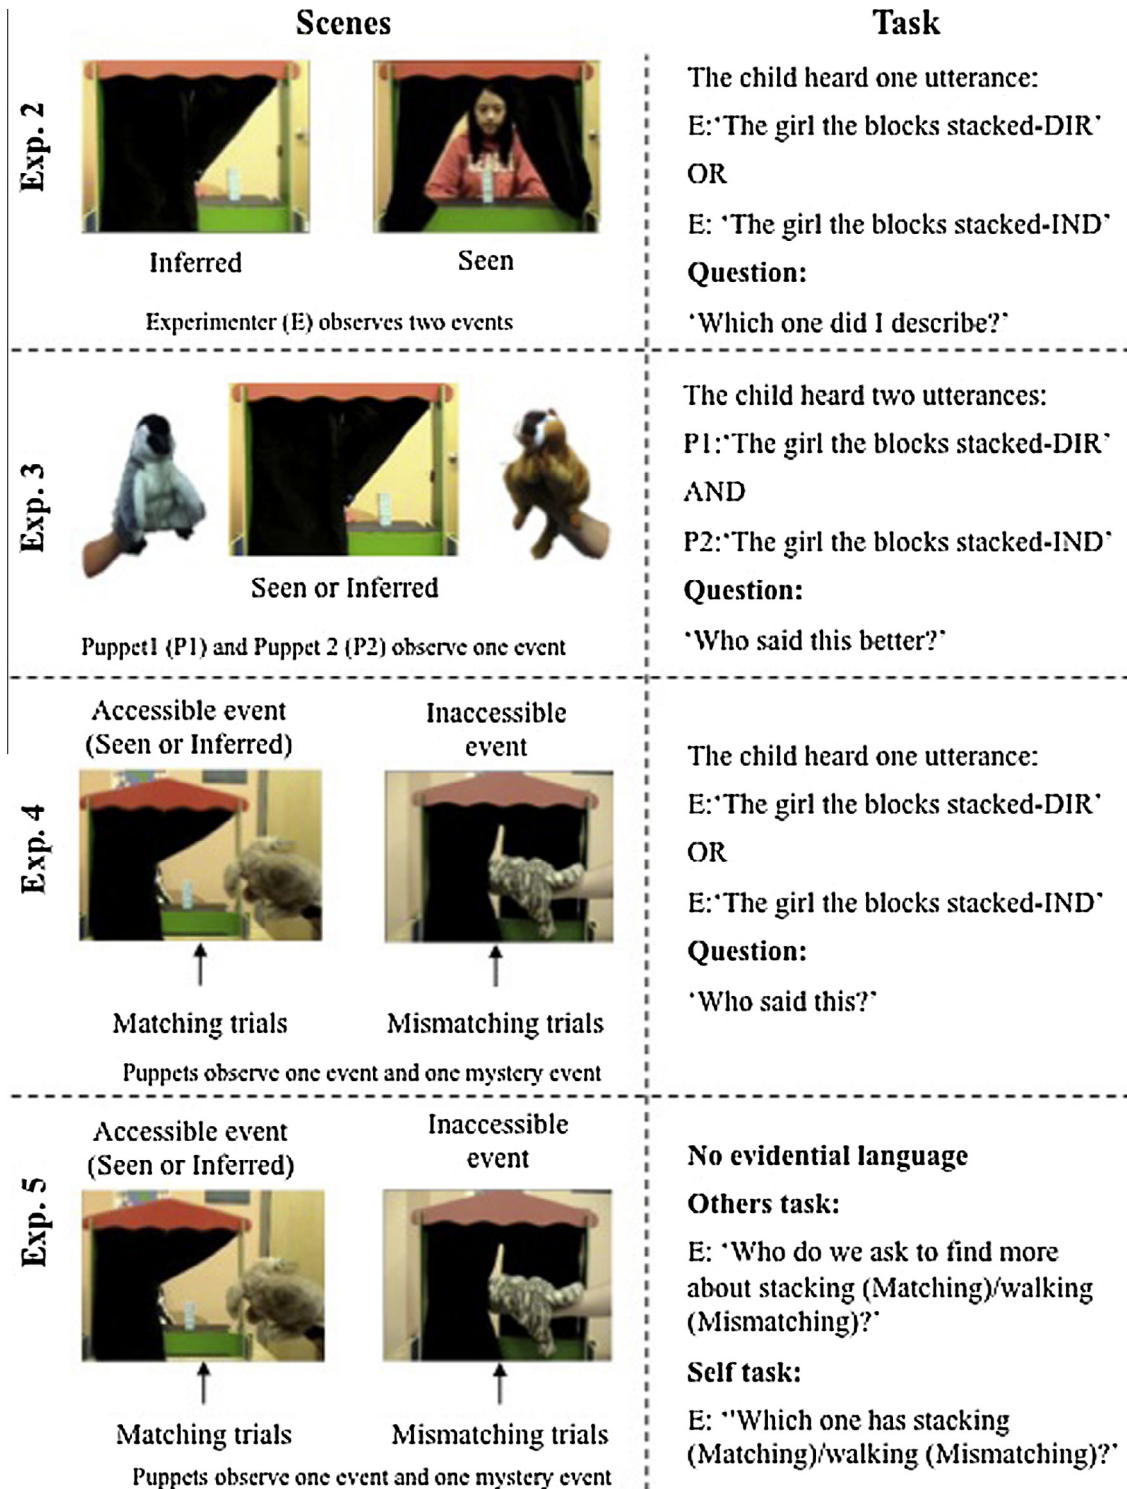 Scenes
Task
Exp. 2
Inferred
Seen
Experimenter (E) observes two events
The child heard one utterance:
E:‘The girl the blocks stacked-DIR’
OR
E: ‘The girl the blocks stacked-IND’
Question:
‘Which one did I describe?’
Exp. 3
Seen or Inferred
Puppet1 (P1) and Puppet 2 (P2) observe one event
The child heard two utterances:
P1:‘The girl the blocks stacked-DIR’
AND
P2:‘The girl the blocks stacked-IND’
Question:
‘Who said this better?’
Exp. 4
Accessible event
(Seen or Inferred)
Inaccessible
event
Matching trials
Mismatching trials
Puppets observe one event and one mystery event
The child heard one utterance:
E:‘The girl the blocks stacked-DIR’
OR
E:‘The girl the blocks stacked-IND’
Question:
‘Who said this?’
Exp. 5
Accessible event
(Seen or Inferred)
Inaccessible
event
Matching trials
Mismatching trials
Puppets observe one event and one mystery event
No evidential language
Others task:
E: ‘Who do we ask to find more
about stacking (Matching)/walking
(Mismatching)?’
Self task:
E: ‘'Which one has stacking
(Matching)/walking (Mismatching)?’